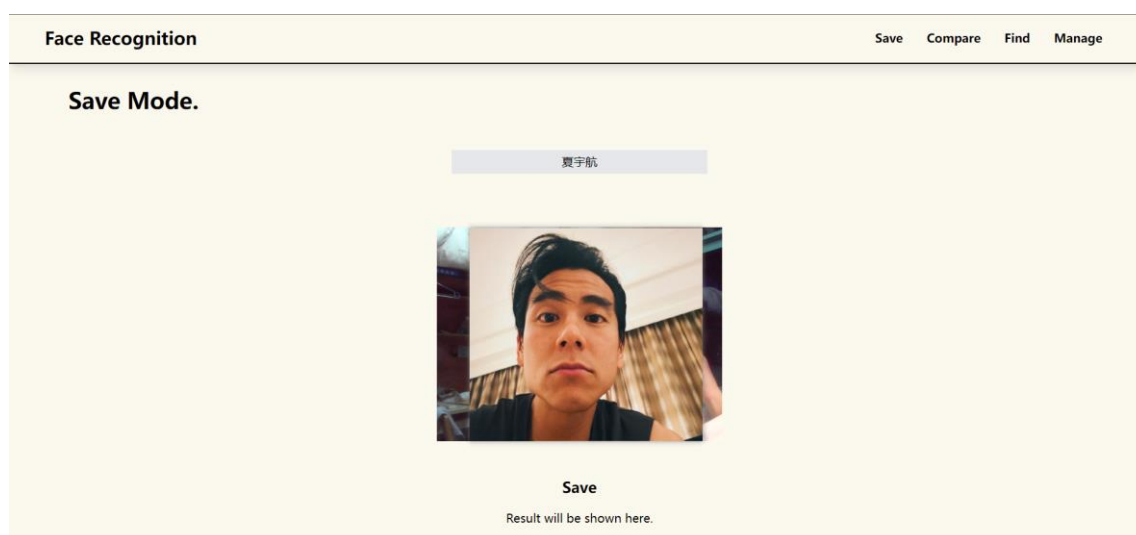 Face Recognition Save Compare Find Manage
Save Mode.
夏宇航
Save
Result will be shown here.